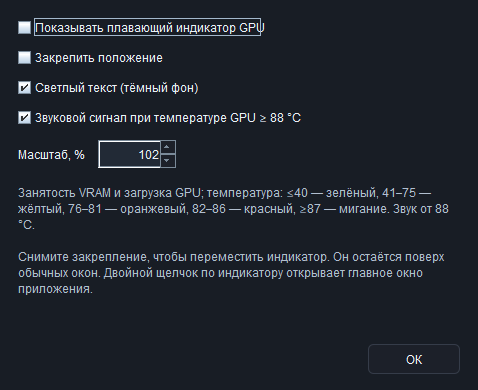 Показывать плавающий индикатор GPU
Закрепить положение
Светлый текст (тёмный фон)
Звуковой сигнал при температуре GPU ≥ 88 °C
Масштаб, % 102
Занятость VRAM и загрузка GPU; температура: ≤40 — зелёный, 41–75 —
жёлтый, 76–81 — оранжевый, 82–86 — красный, ≥87 — мигание. Звук от 88
°C.
Снимите закрепление, чтобы переместить индикатор. Он остаётся поверх
обычных окон. Двойной щелчок по индикатору открывает главное окно
приложения.
ОК